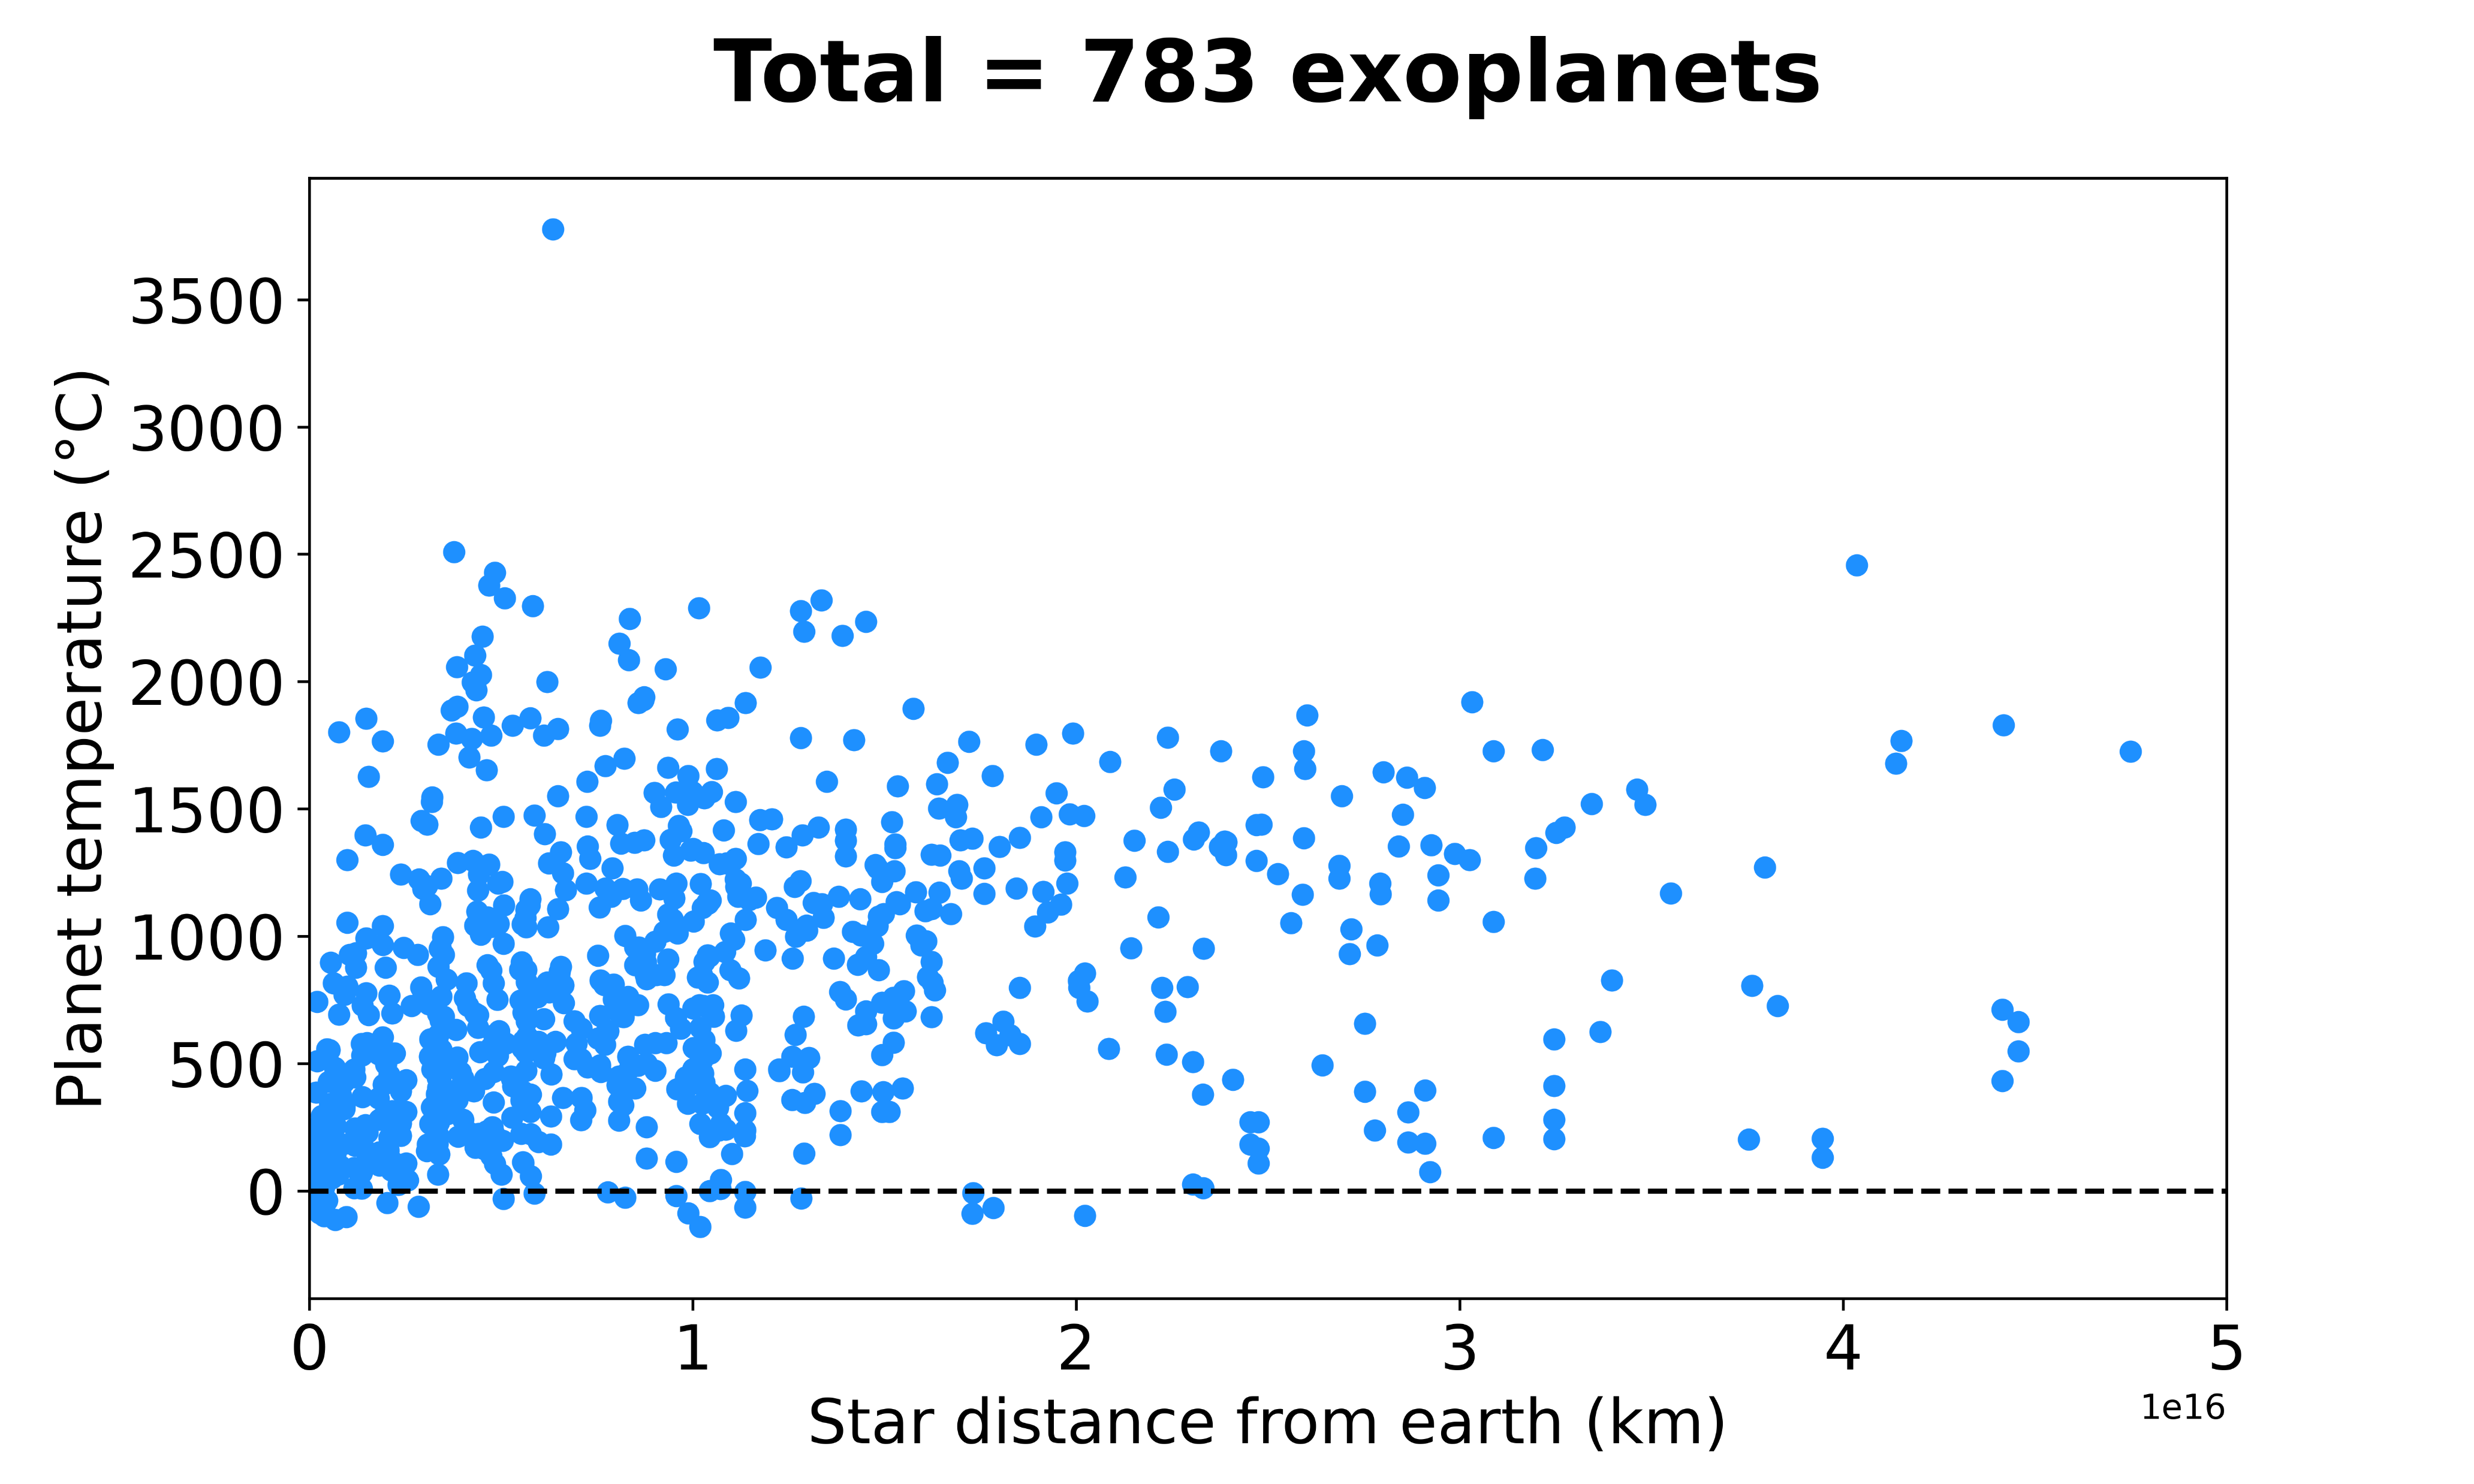 Total = 783 exoplanets
Planet temperature (°C)
3500
3000
2500
2000
1500
1000
500
0
0 1 2 3 4 5
1e16
Star distance from earth (km)